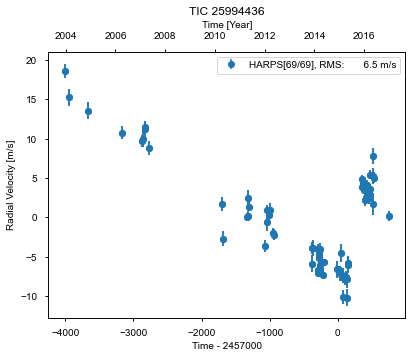 TIC 25994436
Time [Year]
2004 2006 2008 2010 2012 2014 2016
HARPS[69/69], RMS: 6.5 m/s
Radial Velocity [m/s]
20
15
10
5
0
−5
−10
−4000 −3000 −2000 −1000 0
Time - 2457000